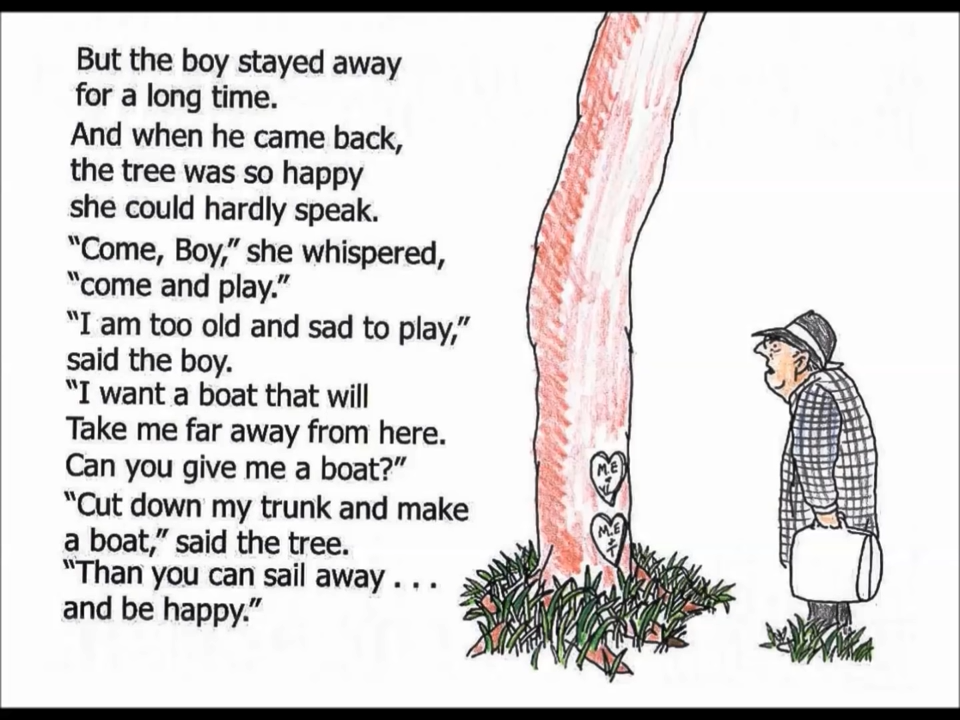 But the boy stayed away
for a long time.
And when he came back,
the tree was so happy
she could hardly speak.
“Come, Boy,” she whispered,
“come and play.”
“I am too old and sad to play,”
said the boy.
“I want a boat that will
Take me far away from here.
Can you give me a boat?”
“Cut down my trunk and make
a boat,” said the tree.
“Than you can sail away . . .
and be happy.”
M.E
+
Y.L
M.E
+
T